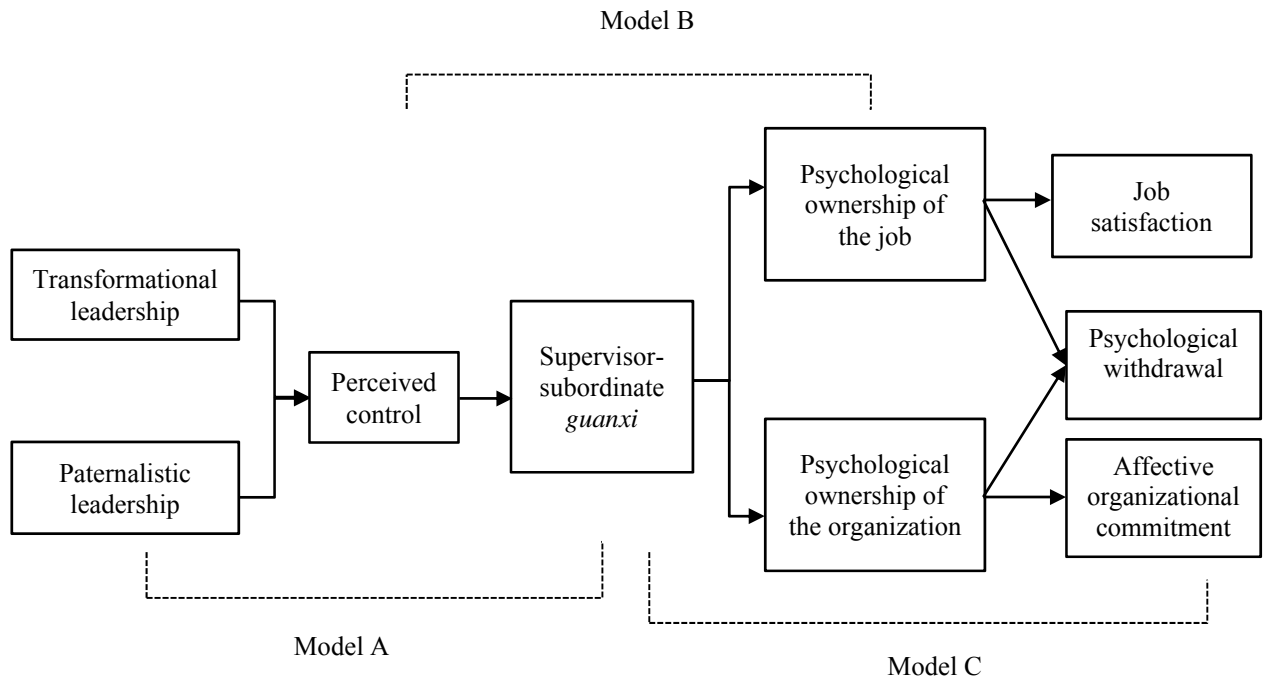 Model B
Psychological
ownership of
the job
Job
satisfaction
Transformational
leadership
Perceived
control
Supervisor-
subordinate
guanxi
Psychological
withdrawal
Paternalistic
leadership
Psychological
ownership of
the organization
Affective
organizational
commitment
Model A
Model C